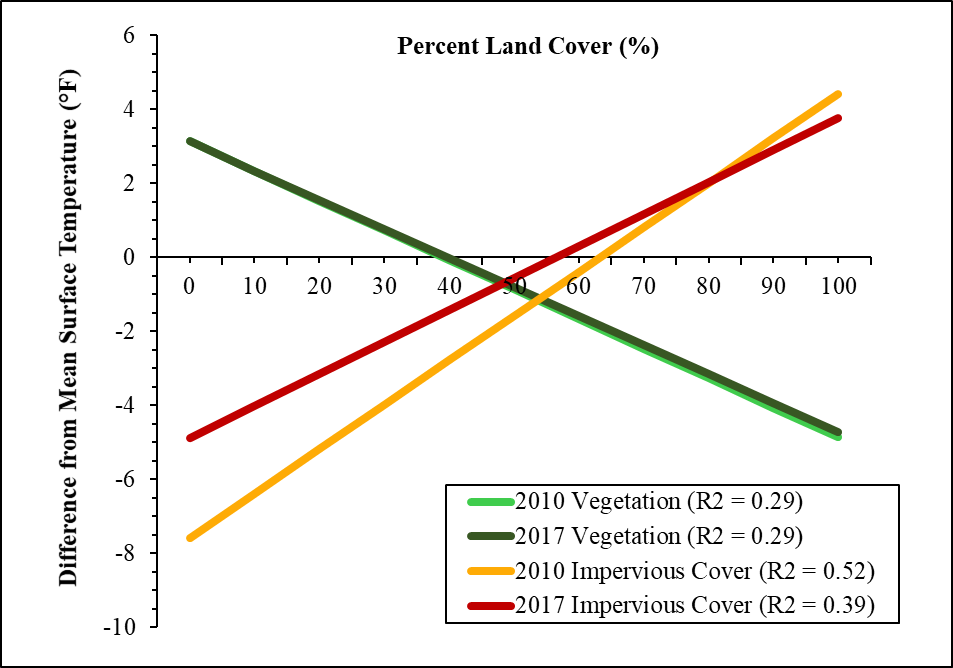 Percent Land Cover (%)
Difference from Mean Surface Temperature (°F)
6
4
2
0
-2
-4
-6
-8
-10
0 10 20 30 40 50 60 70 80 90 100
2010 Vegetation (R2 = 0.29)
2017 Vegetation (R2 = 0.29)
2010 Impervious Cover (R2 = 0.52)
2017 Impervious Cover (R2 = 0.39)